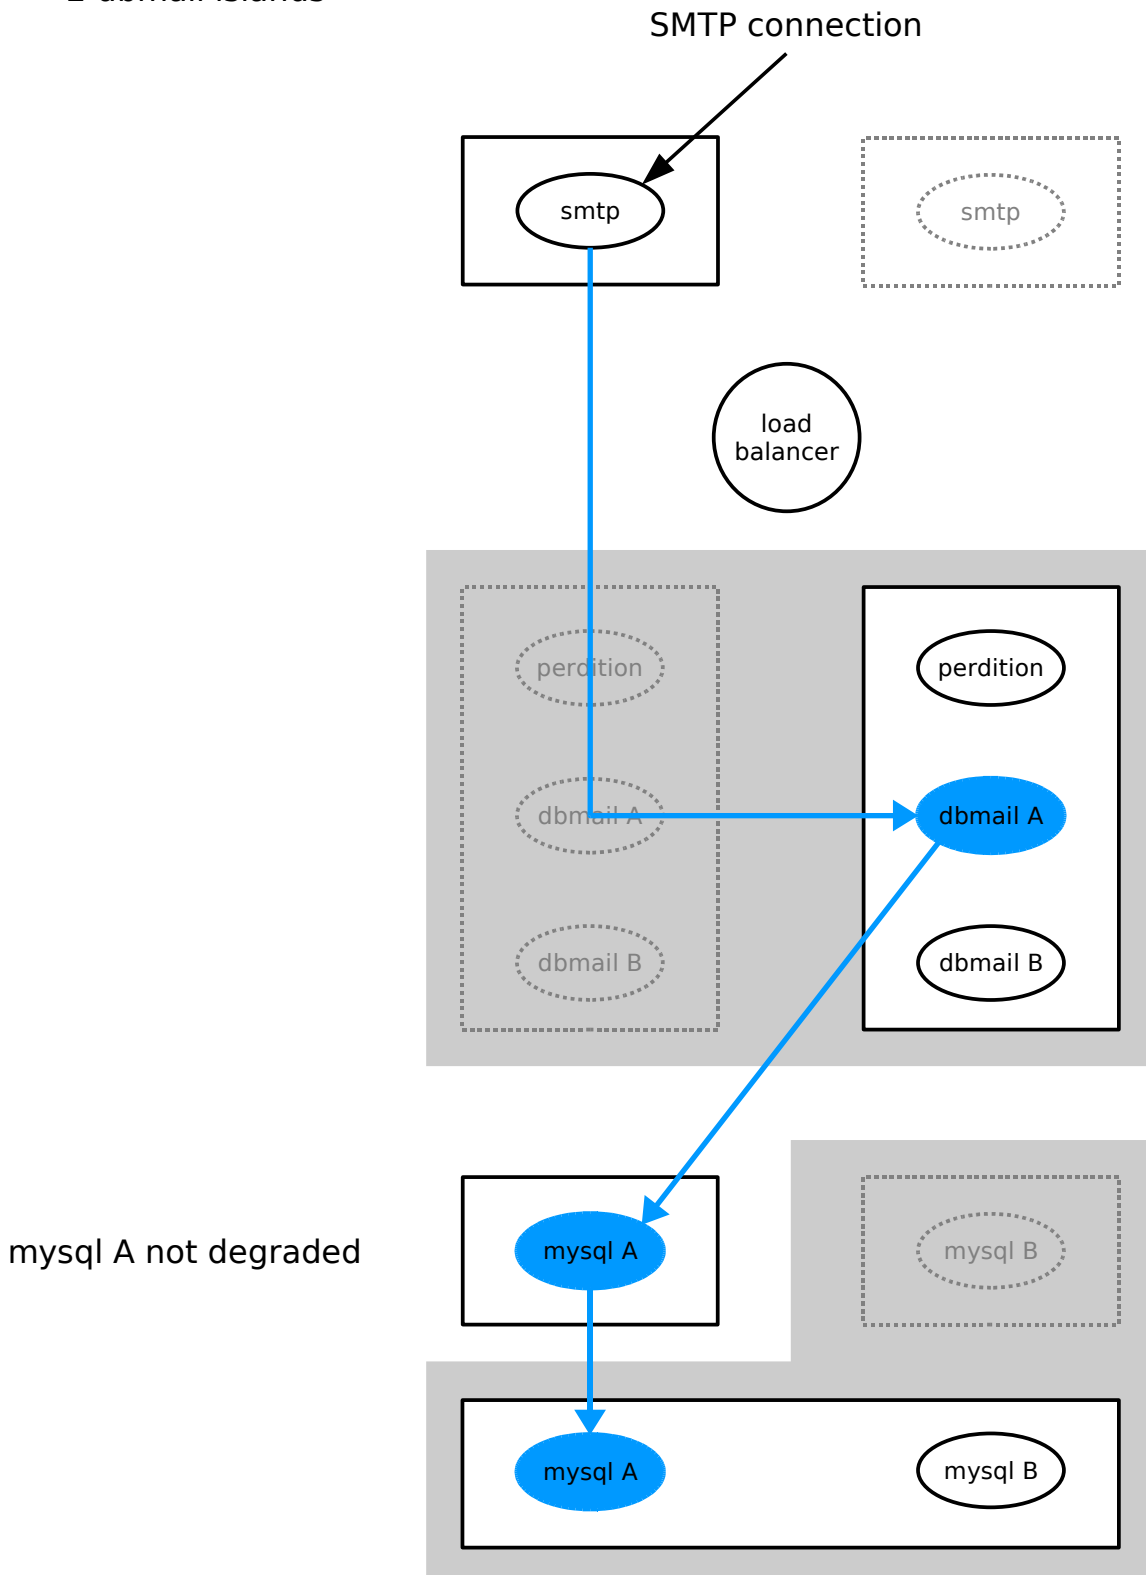 SMTP connection
smtp
smtp
load
balancer
perdition
perdition
dbmail A
dbmail A
dbmail B
dbmail B
mysql A not degraded
mysql A
mysql B
mysql A
mysql B